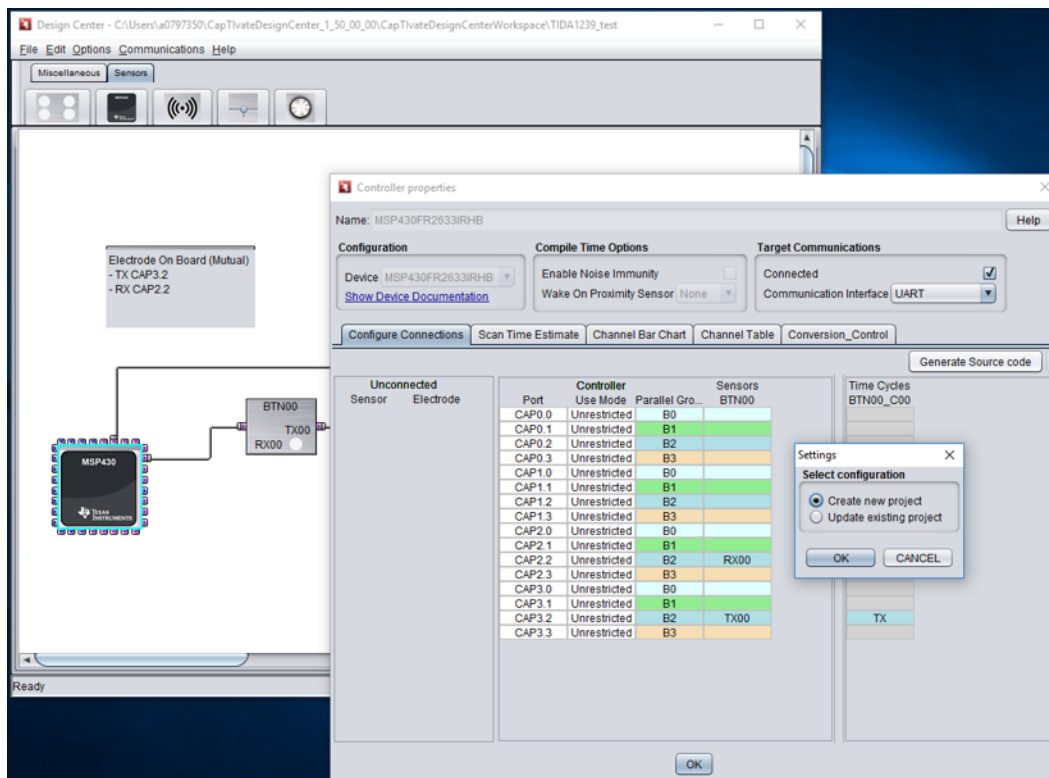 Design Center - C:\Users\a0797350\CapTIvateDesignCenter_1_50_00_00\CapTIvateDesignCenterWorkspace\TIDA1239_test
File Edit Options Communications Help
Miscellaneous Sensors
MSP430
Electrode On Board (Mutual)
- TX CAP3.2
- RX CAP2.2
BTN00
TX00
RX00
MSP430
TEXAS INSTRUMENTS
Ready
Controller properties
Name: MSP430FR2633IRHB Help
Configuration Compile Time Options Target Communications
Device MSP430FR2633IRHB Enable Noise Immunity Connected
Show Device Documentation Wake On Proximity Sensor None Communication Interface UART
Configure Connections Scan Time Estimate Channel Bar Chart Channel Table Conversion_Control
Generate Source code
Unconnected Controller Sensors Time Cycles
Sensor Electrode Port Use Mode Parallel Gro... BTN00 BTN00_C00
CAP0.0 Unrestricted B0
CAP0.1 Unrestricted B1
CAP0.2 Unrestricted B2
CAP0.3 Unrestricted B3
CAP1.0 Unrestricted B0
CAP1.1 Unrestricted B1
CAP1.2 Unrestricted B2
CAP1.3 Unrestricted B3
CAP2.0 Unrestricted B0
CAP2.1 Unrestricted B1
CAP2.2 Unrestricted B2 RX00
CAP2.3 Unrestricted B3
CAP3.0 Unrestricted B0
CAP3.1 Unrestricted B1
CAP3.2 Unrestricted B2 TX00 TX
CAP3.3 Unrestricted B3
OK
Settings
Select configuration
Create new project
Update existing project
OK CANCEL